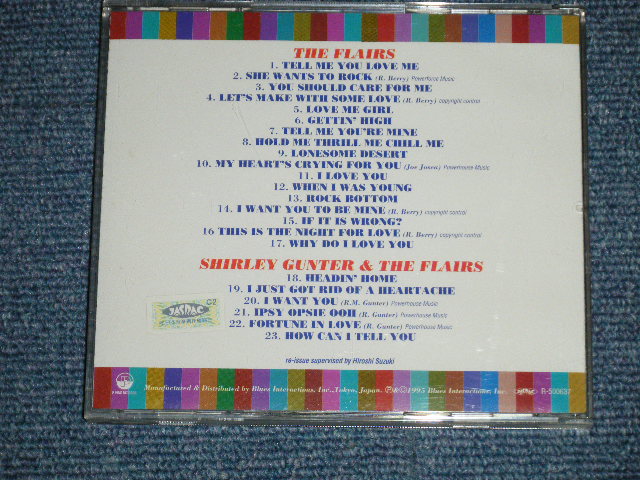 THE FLAIRS
1. TELL ME YOU LOVE ME
2. SHE WANTS TO ROCK (R. Berry) Powerhouse Music
3. YOU SHOULD CARE FOR ME
4. LET'S MAKE WITH SOME LOVE (R. Berry) copyright control
5. LOVE ME GIRL
6. GETTIN' HIGH
7. TELL ME YOU'RE MINE
8. HOLD ME THRILL ME CHILL ME
9. LONESOME DESERT
10. MY HEART'S CRYING FOR YOU (Joe Josea) Powerhouse Music
11. I LOVE YOU
12. WHEN I WAS YOUNG
13. ROCK BOTTOM
14. I WANT YOU TO BE MINE (R. Berry) copyright control
15. IF IT IS WRONG?
16 THIS IS THE NIGHT FOR LOVE (R. Berry) copyright control
17. WHY DO I LOVE YOU
SHIRLEY GUNTER & THE FLAIRS
18. HEADIN' HOME
19. I JUST GOT RID OF A HEARTACHE
20. I WANT YOU (R.M. Gunter) Powerhouse Music
21. IPSY OPSIE OOH (R. Gunter) Powerhouse Music
22. FORTUNE IN LOVE (R. Gunter) Powerhouse Music
23. HOW CAN I TELL YOU
JASRAC
re-issue supervised by Hiroshi Suzuki
Manufactured & Distributed by Blues Interactions, Inc., Tokyo, Japan. ℗&©1995 Blues Interactions, Inc. R-500637